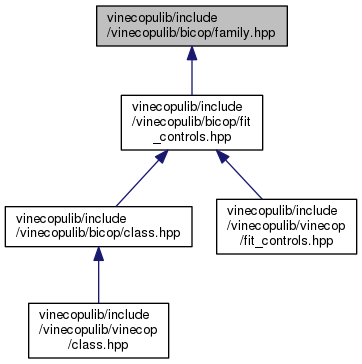 vinecopulib/include
/vinecopulib/bicop/family.hpp
vinecopulib/include
/vinecopulib/bicop/fit
_controls.hpp
vinecopulib/include
/vinecopulib/bicop/class.hpp
vinecopulib/include
/vinecopulib/vinecop
/fit_controls.hpp
vinecopulib/include
/vinecopulib/vinecop
/class.hpp